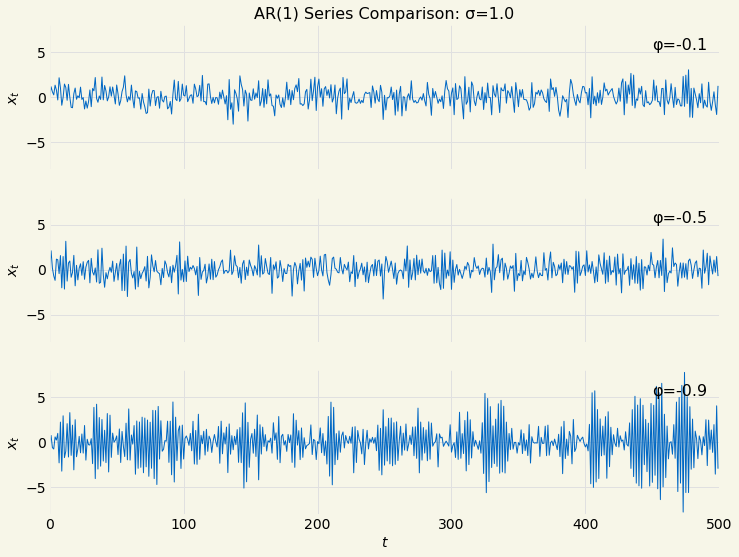 AR(1) Series Comparison: σ=1.0
φ=-0.1
5
0
−5
x_t
φ=-0.5
5
0
−5
x_t
φ=-0.9
5
0
−5
x_t
0 100 200 300 400 500
t